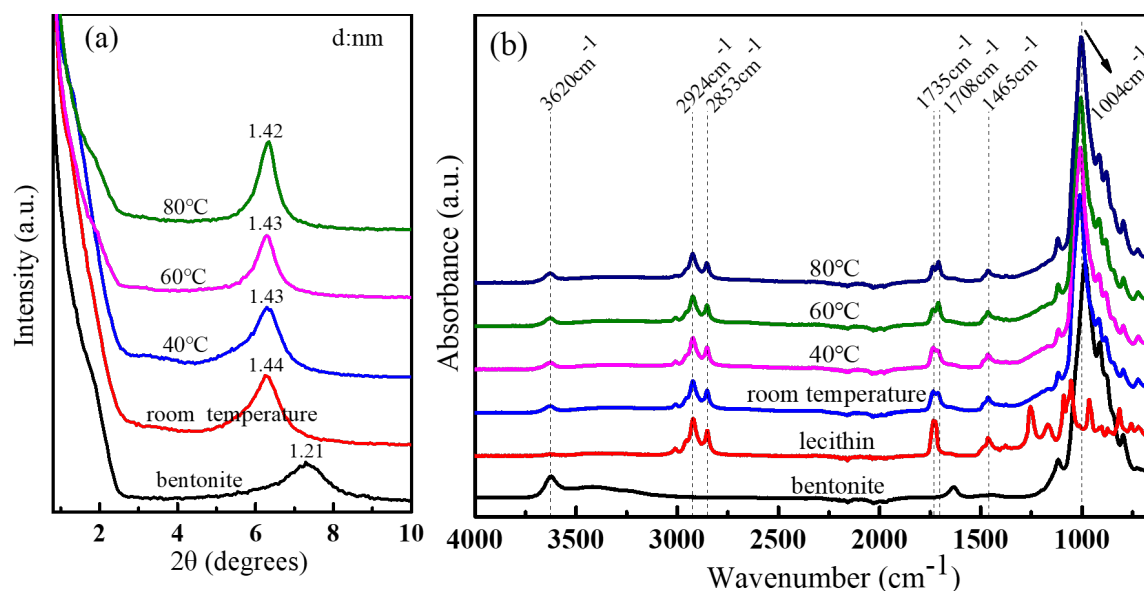 (a)
d:nm
1.42
80°C
1.43
60°C
1.43
40°C
1.44
room temperature
1.21
bentonite
Intensity (a.u.)
2 4 6 8 10
2θ (degrees)
(b)
3620cm-1
2924cm-1
2853cm-1
1735cm-1
1708cm-1
1465cm-1
1004cm-1
80°C
60°C
40°C
room temperature
lecithin
bentonite
Absorbance (a.u.)
4000 3500 3000 2500 2000 1500 1000
Wavenumber (cm-1)